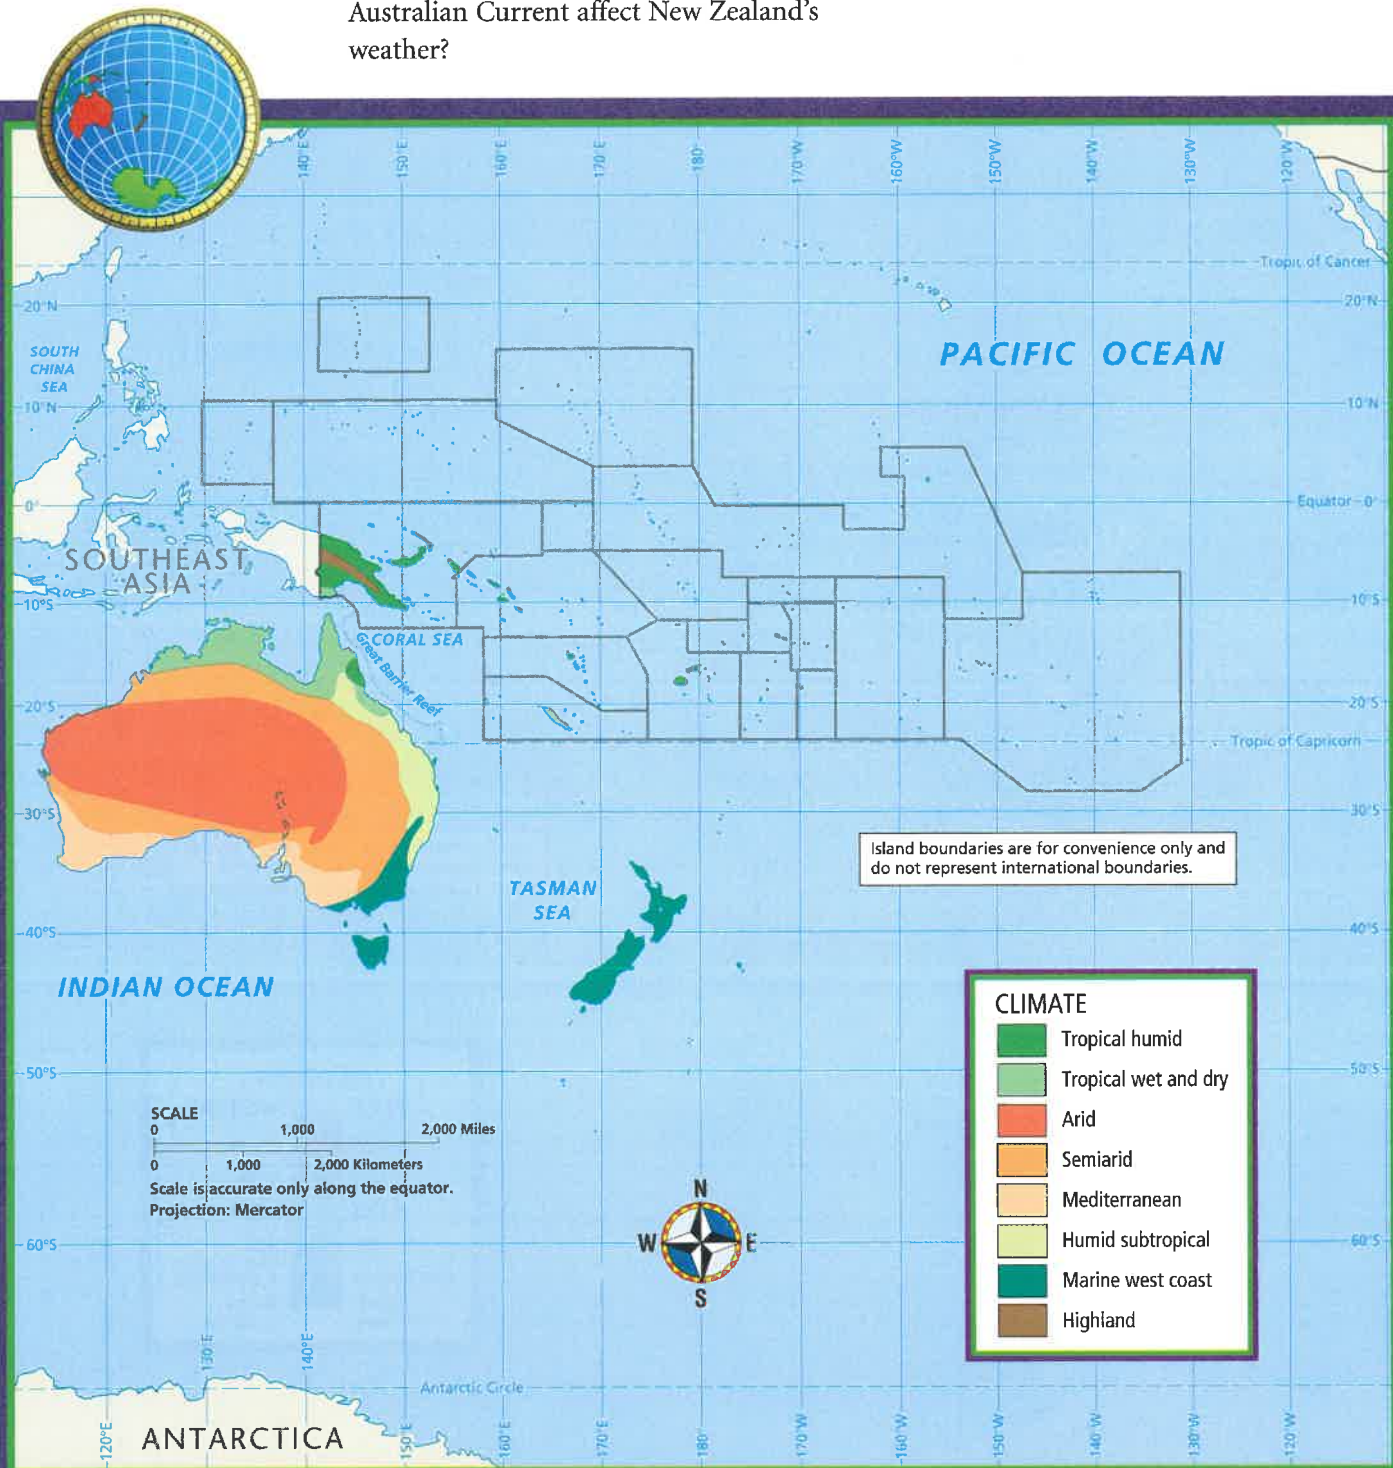 Australian Current affect New Zealand's
weather?
140°E 150°E 160°E 170°E 180° 170°W 160°W 150°W 140°W 130°W 120°W
Tropic of Cancer
20°N 20°N
PACIFIC OCEAN
SOUTH
CHINA
SEA
10°N 10°N
0° Equator 0°
SOUTHEAST
ASIA
10°S 10°S
CORAL SEA
Great Barrier Reef
20°S 20°S
Tropic of Capricorn
30°S 30°S
Island boundaries are for convenience only and
do not represent international boundaries.
TASMAN
SEA
40°S 40°S
INDIAN OCEAN
CLIMATE
Tropical humid
Tropical wet and dry
Arid
Semiarid
Mediterranean
Humid subtropical
Marine west coast
Highland
50°S 50°S
SCALE
0 1,000 2,000 Miles
0 1,000 2,000 Kilometers
Scale is accurate only along the equator.
Projection: Mercator
N
W E
S
60°S 60°S
130°E 140°E
Antarctic Circle
ANTARCTICA
120°E 150°E 160°E 170°E 180° 170°W 160°W 150°W 140°W 130°W 120°W